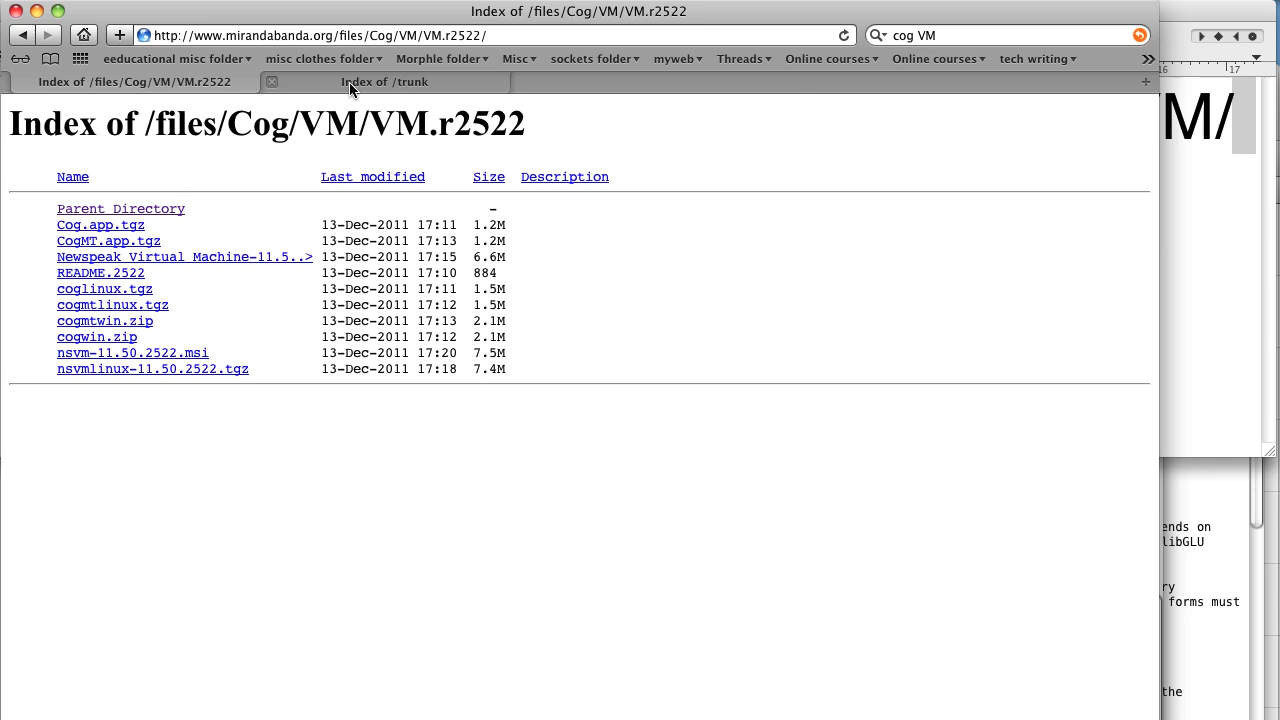 Index of /files/Cog/VM/VM.r2522
http://www.mirandabanda.org/files/Cog/VM/VM.r2522/
cog VM
eeducational misc folder
misc clothes folder
Morphle folder
Misc
sockets folder
myweb
Threads
Online courses
Online courses
tech writing
Index of /files/Cog/VM/VM.r2522
Index of /trunk
16
17
M/
Index of /files/Cog/VM/VM.r2522
Name Last modified Size Description
Parent Directory -
Cog.app.tgz 13-Dec-2011 17:11 1.2M
CogMT.app.tgz 13-Dec-2011 17:13 1.2M
Newspeak Virtual Machine-11.5..> 13-Dec-2011 17:15 6.6M
README.2522 13-Dec-2011 17:10 884
coglinux.tgz 13-Dec-2011 17:11 1.5M
cogmtlinux.tgz 13-Dec-2011 17:12 1.5M
cogmtwin.zip 13-Dec-2011 17:13 2.1M
cogwin.zip 13-Dec-2011 17:12 2.1M
nsvm-11.50.2522.msi 13-Dec-2011 17:20 7.5M
nsvmlinux-11.50.2522.tgz 13-Dec-2011 17:18 7.4M
ends on
libGLU
ry
forms must
the